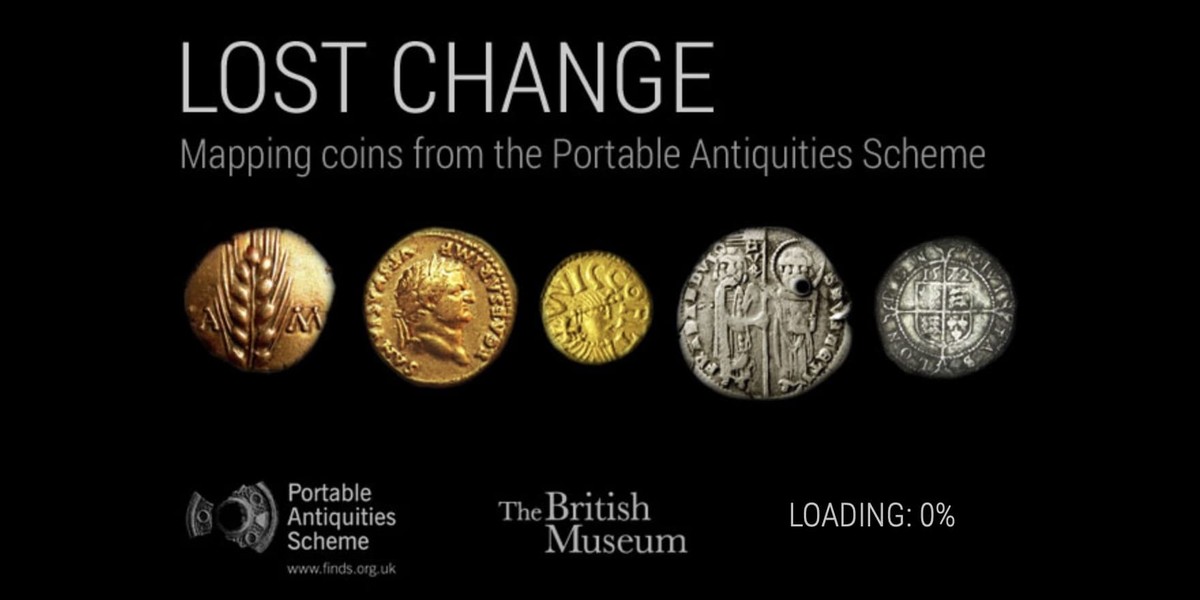 LOST CHANGE
Mapping coins from the Portable Antiquities Scheme
Portable
Antiquities
Scheme
www.finds.org.uk
The British
Museum
LOADING: 0%